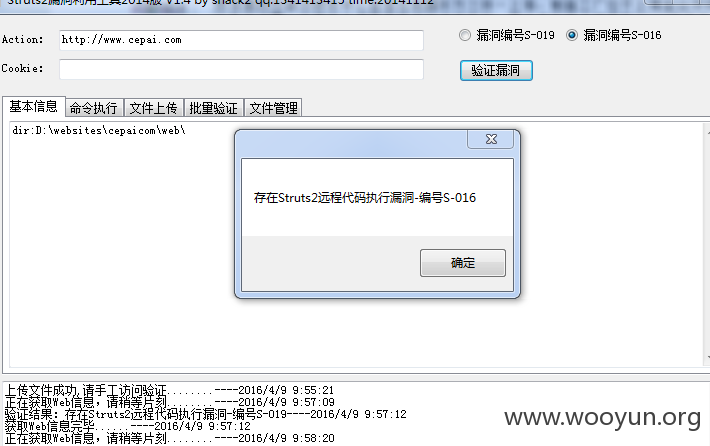 Struts2漏洞利用工具2014版 V1.4 by shack2 qq:1341413415 time:20141112
Action: http://www.cepai.com 漏洞编号S-019 漏洞编号S-016
Cookie: 验证漏洞
基本信息 命令执行 文件上传 批量验证 文件管理
dir:D:\websites\cepaicom\web\
存在Struts2远程代码执行漏洞-编号S-016
确定
上传文件成功,请手工访问验证........----2016/4/9 9:55:21
正在获取Web信息，请稍等片刻.......----2016/4/9 9:57:09
验证结果：存在Struts2远程代码执行漏洞-编号S-019----2016/4/9 9:57:12
获取Web信息完毕......----2016/4/9 9:57:12
正在获取Web信息，请稍等片刻.......----2016/4/9 9:58:20
www.wooyun.org